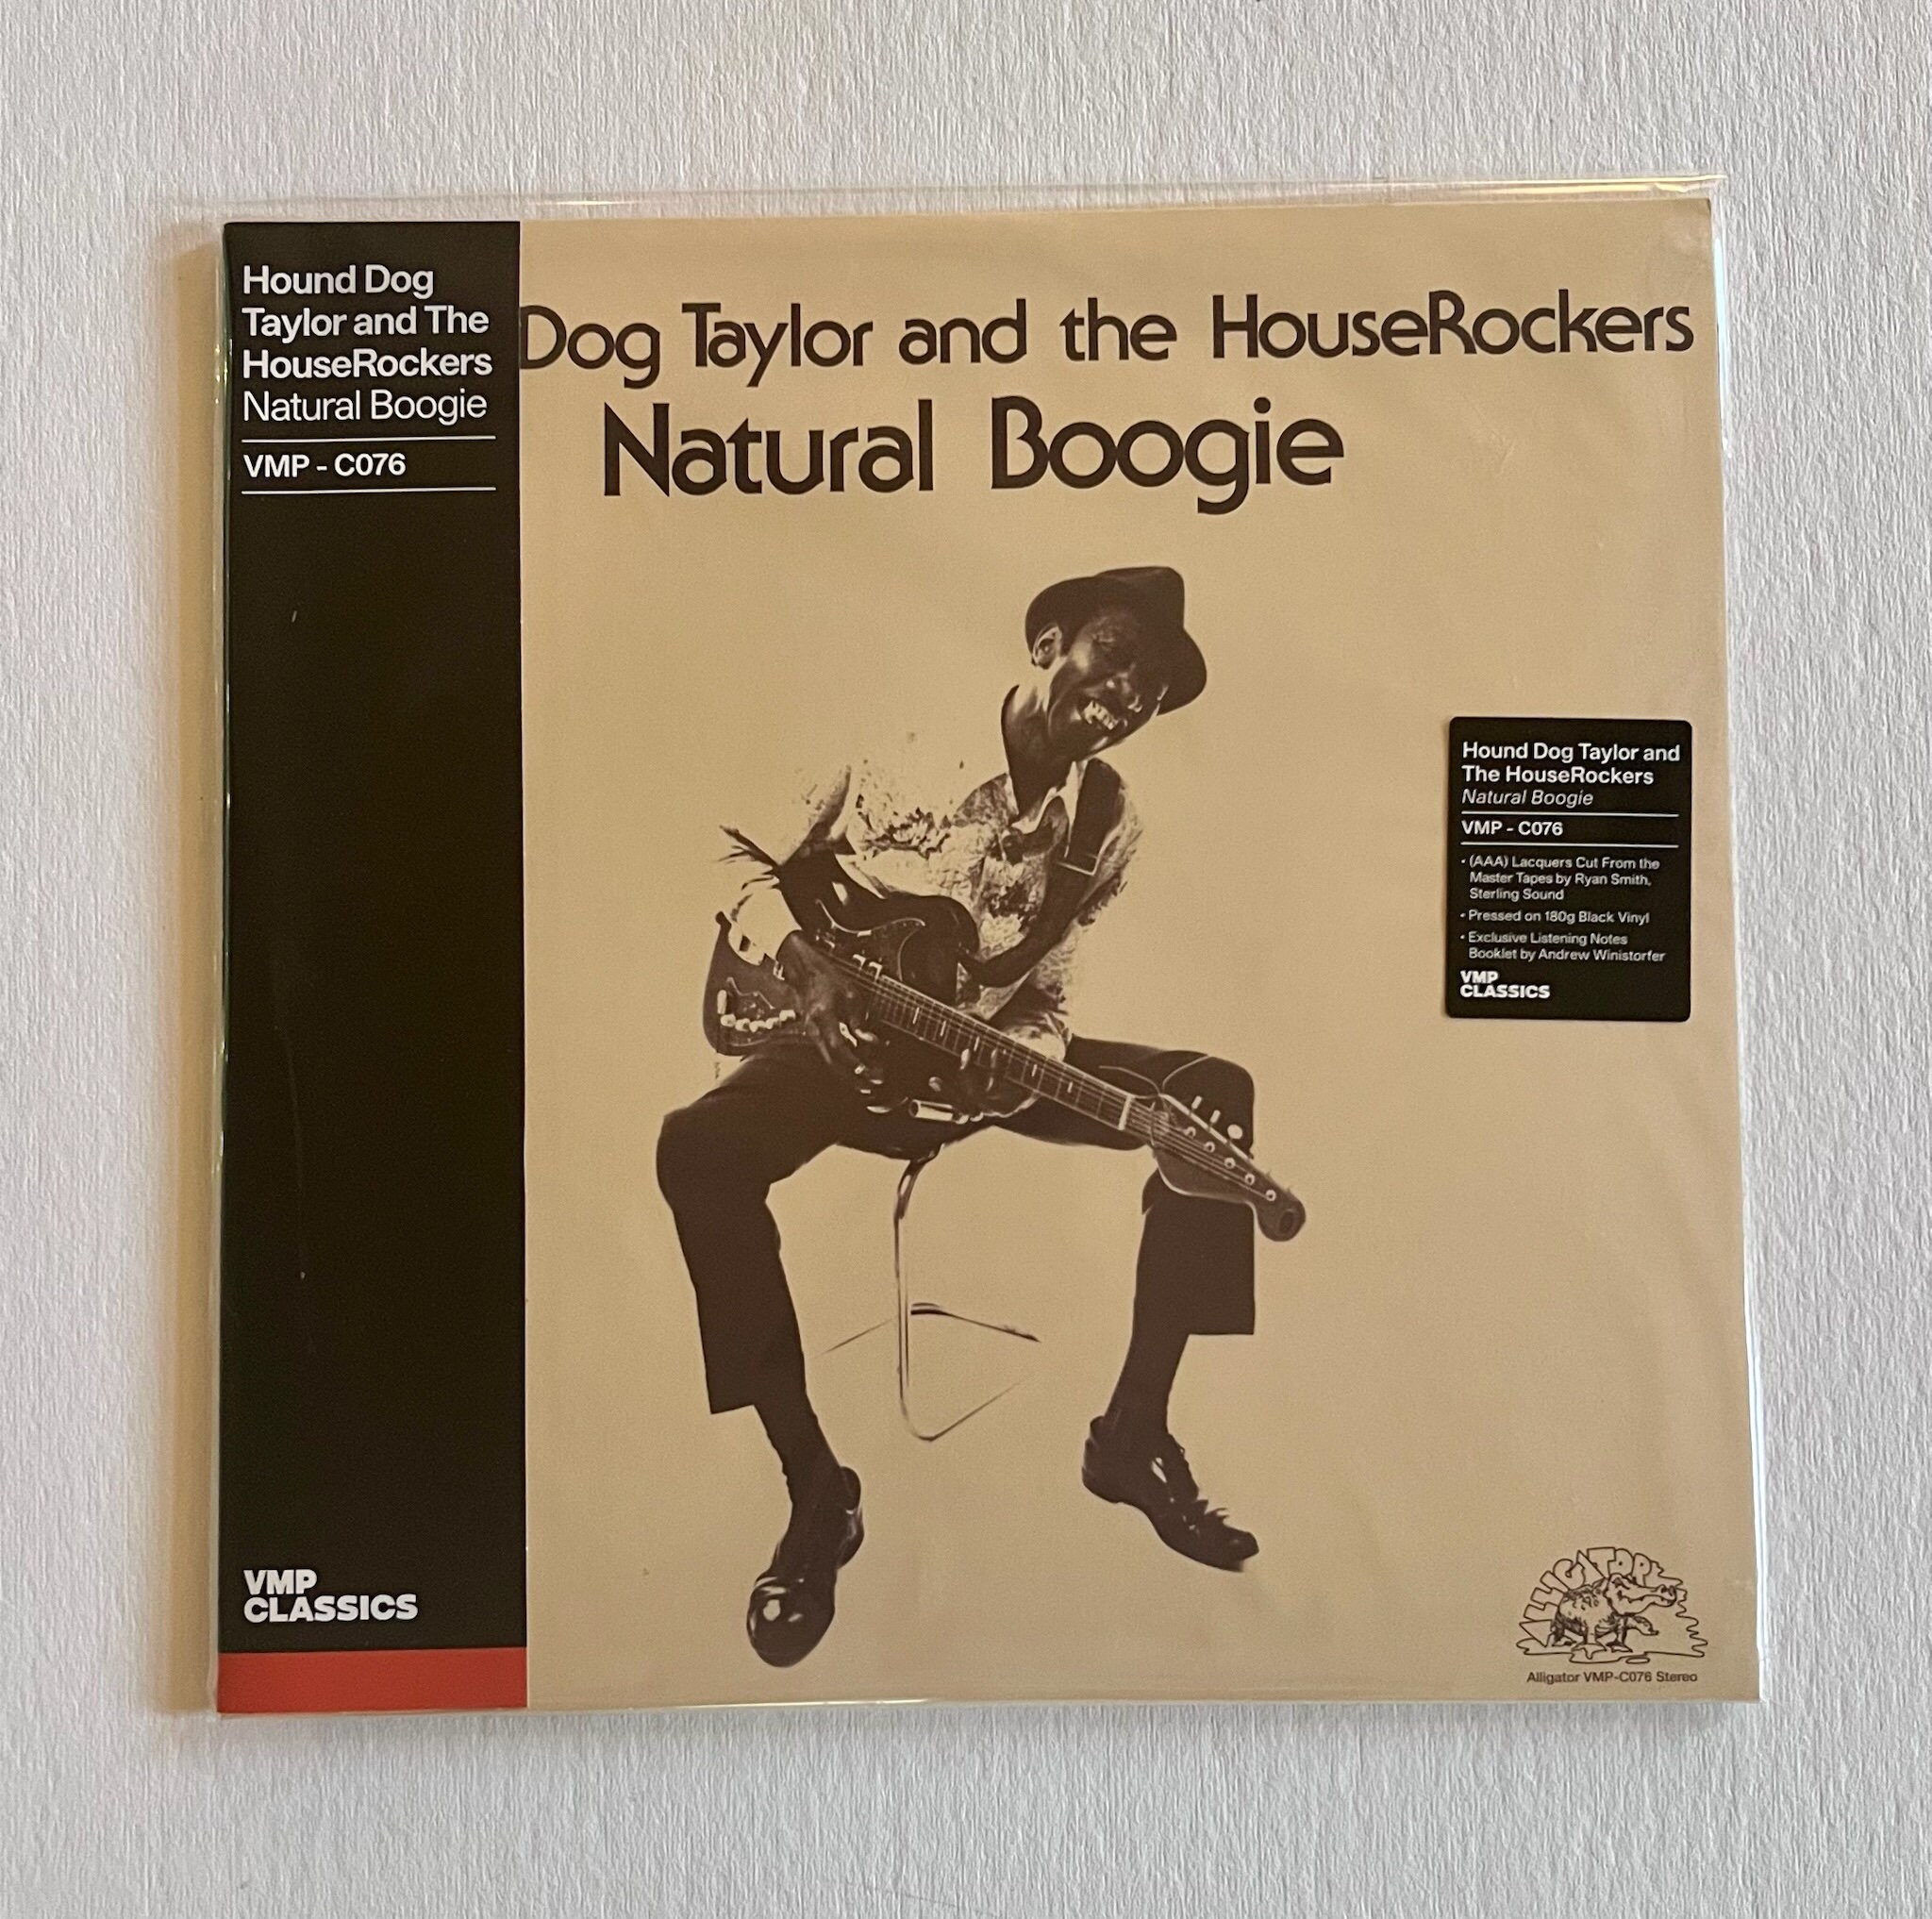 Hound Dog
Taylor and The
HouseRockers
Natural Boogie
VMP - C076
VMP
CLASSICS
Dog Taylor and the HouseRockers
Natural Boogie
Hound Dog Taylor and
The HouseRockers
Natural Boogie
VMP - C076
• (AAA) Lacquers Cut From the
Master Tapes by Ryan Smith,
Sterling Sound
• Pressed on 180g Black Vinyl
• Exclusive Listening Notes
Booklet by Andrew Winistorfer
VMP
CLASSICS
ALLIGATOR
Alligator VMP-C076 Stereo